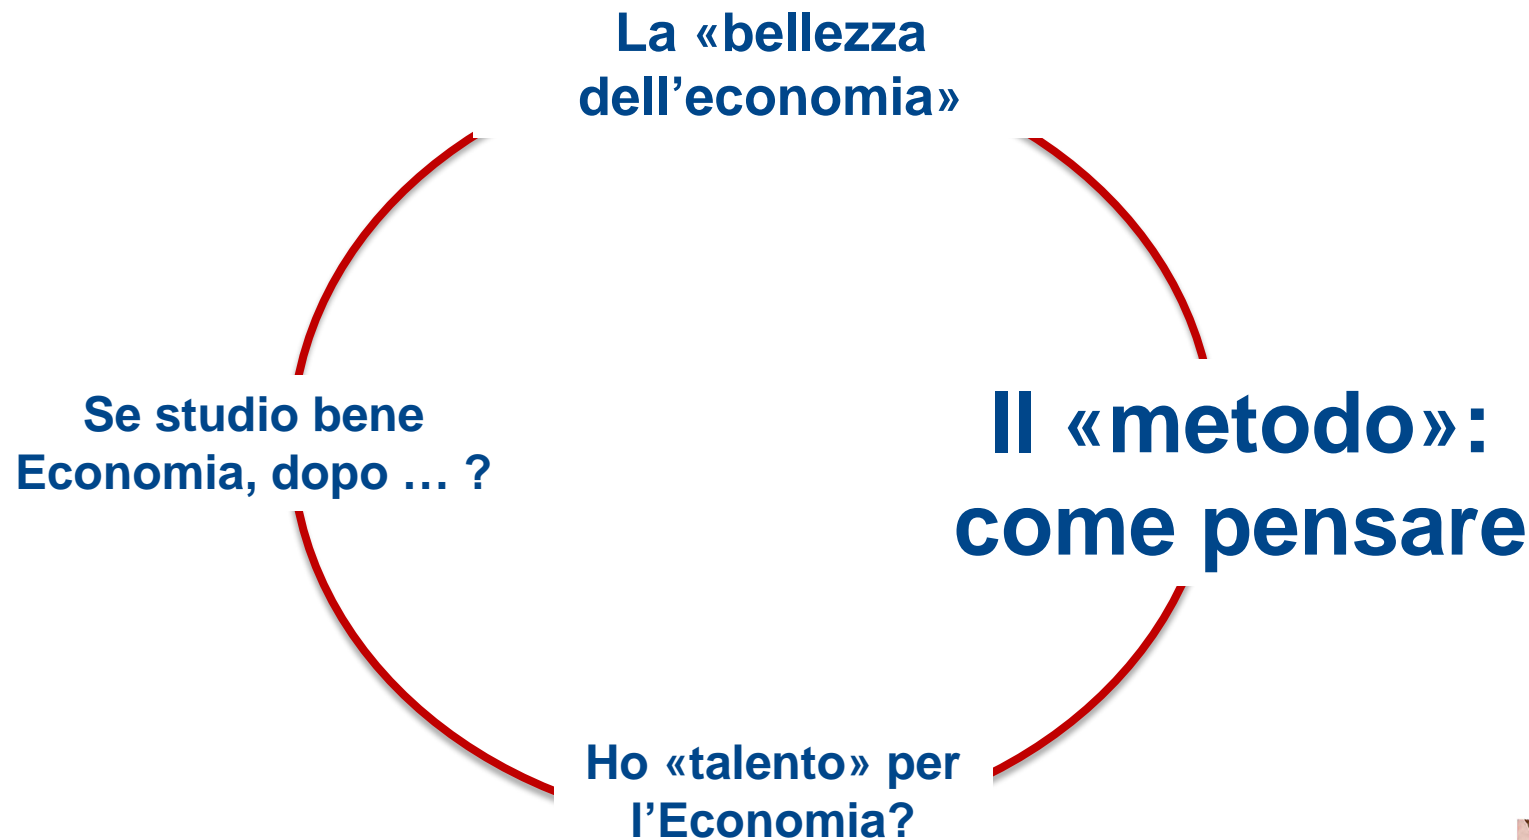 La «bellezza
dell’economia»
Il «metodo»:
come pensare
Ho «talento» per
l’Economia?
Se studio bene
Economia, dopo … ?